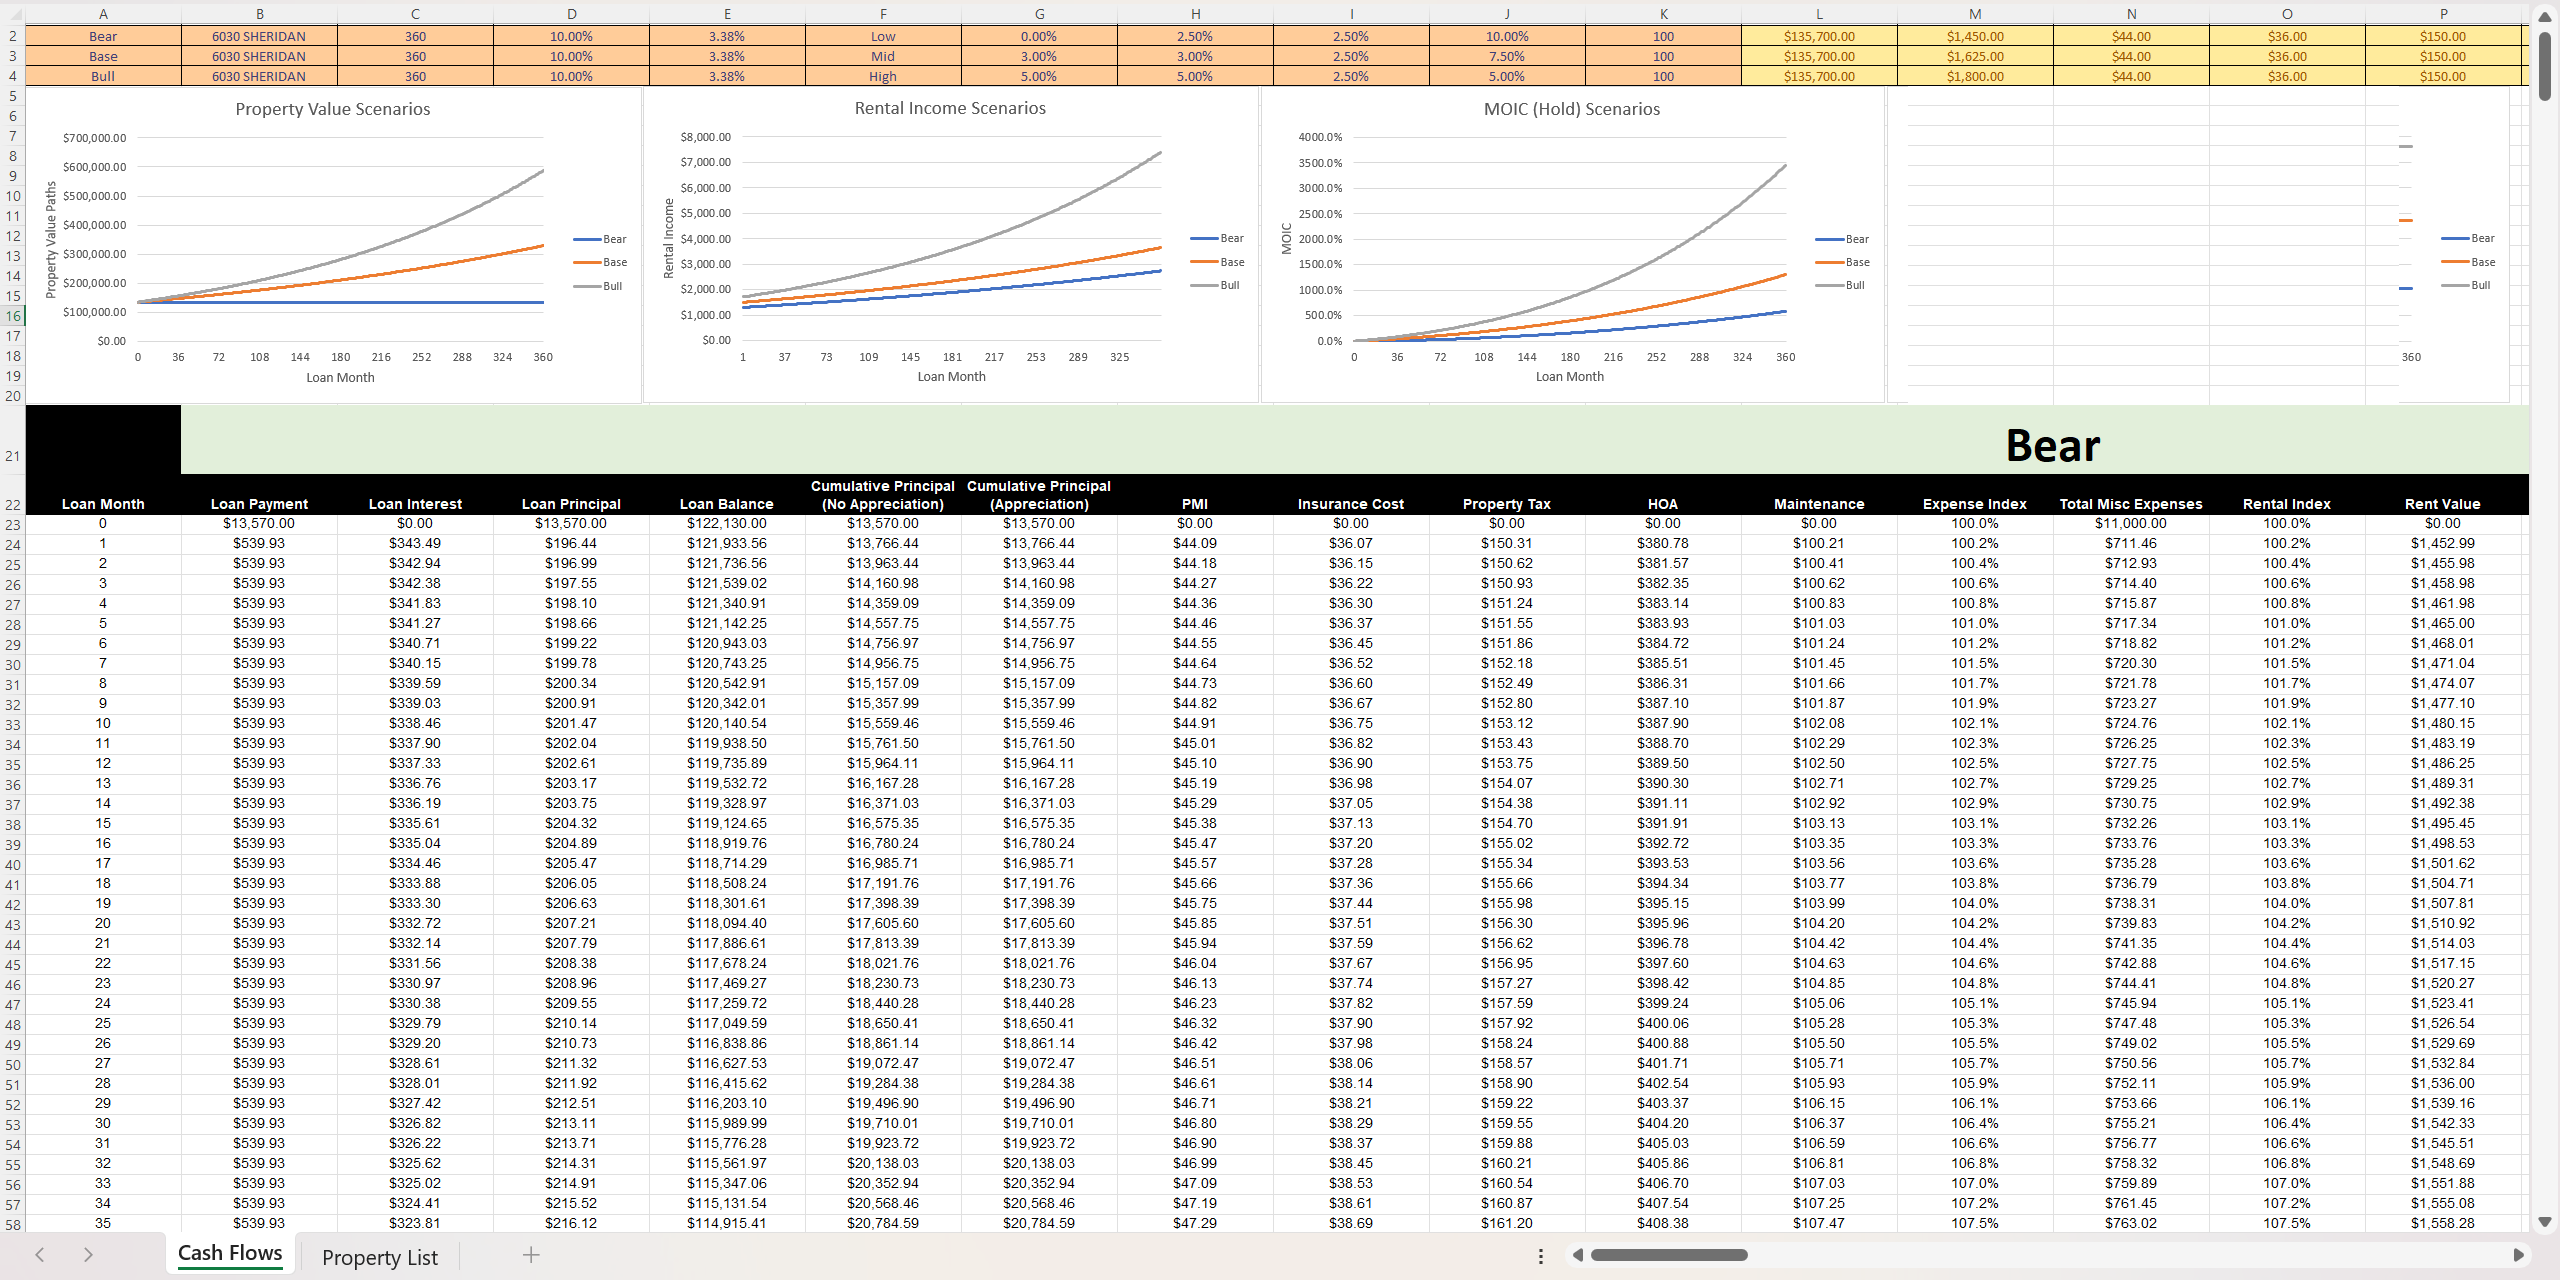 A B C D E F G H I J K L M N O P
2 Bear 6030 SHERIDAN 360 10.00% 3.38% Low 0.00% 2.50% 2.50% 10.00% 100 $135,700.00 $1,450.00 $44.00 $36.00 $150.00
3 Base 6030 SHERIDAN 360 10.00% 3.38% Mid 3.00% 3.00% 2.50% 7.50% 100 $135,700.00 $1,625.00 $44.00 $36.00 $150.00
4 Bull 6030 SHERIDAN 360 10.00% 3.38% High 5.00% 5.00% 2.50% 5.00% 100 $135,700.00 $1,800.00 $44.00 $36.00 $150.00
5
6
7
8
9
10
11
12
13
14
15
16
17
18
19
20
Property Value Scenarios
Property Value Paths
$700,000.00
$600,000.00
$500,000.00
$400,000.00
$300,000.00
$200,000.00
$100,000.00
$0.00
0 36 72 108 144 180 216 252 288 324 360
Loan Month
Bear
Base
Bull
Rental Income Scenarios
Rental Income
$8,000.00
$7,000.00
$6,000.00
$5,000.00
$4,000.00
$3,000.00
$2,000.00
$1,000.00
$0.00
1 37 73 109 145 181 217 253 289 325
Loan Month
Bear
Base
Bull
MOIC (Hold) Scenarios
MOIC
4000.0%
3500.0%
3000.0%
2500.0%
2000.0%
1500.0%
1000.0%
500.0%
0.0%
0 36 72 108 144 180 216 252 288 324 360
Loan Month
Bear
Base
Bull
360
Bear
Base
Bull
21 Bear
22 Loan Month Loan Payment Loan Interest Loan Principal Loan Balance Cumulative Principal (No Appreciation) Cumulative Principal (Appreciation) PMI Insurance Cost Property Tax HOA Maintenance Expense Index Total Misc Expenses Rental Index Rent Value
23 0 $13,570.00 $0.00 $13,570.00 $122,130.00 $13,570.00 $13,570.00 $0.00 $0.00 $0.00 $0.00 $0.00 100.0% $11,000.00 100.0% $0.00
24 1 $539.93 $343.49 $196.44 $121,933.56 $13,766.44 $13,766.44 $44.09 $36.07 $150.31 $380.78 $100.21 100.2% $711.46 100.2% $1,452.99
25 2 $539.93 $342.94 $196.99 $121,736.56 $13,963.44 $13,963.44 $44.18 $36.15 $150.62 $381.57 $100.41 100.4% $712.93 100.4% $1,455.98
26 3 $539.93 $342.38 $197.55 $121,539.02 $14,160.98 $14,160.98 $44.27 $36.22 $150.93 $382.35 $100.62 100.6% $714.40 100.6% $1,458.98
27 4 $539.93 $341.83 $198.10 $121,340.91 $14,359.09 $14,359.09 $44.36 $36.30 $151.24 $383.14 $100.83 100.8% $715.87 100.8% $1,461.98
28 5 $539.93 $341.27 $198.66 $121,142.25 $14,557.75 $14,557.75 $44.46 $36.37 $151.55 $383.93 $101.03 101.0% $717.34 101.0% $1,465.00
29 6 $539.93 $340.71 $199.22 $120,943.03 $14,756.97 $14,756.97 $44.55 $36.45 $151.86 $384.72 $101.24 101.2% $718.82 101.2% $1,468.01
30 7 $539.93 $340.15 $199.78 $120,743.25 $14,956.75 $14,956.75 $44.64 $36.52 $152.18 $385.51 $101.45 101.5% $720.30 101.5% $1,471.04
31 8 $539.93 $339.59 $200.34 $120,542.91 $15,157.09 $15,157.09 $44.73 $36.60 $152.49 $386.31 $101.66 101.7% $721.78 101.7% $1,474.07
32 9 $539.93 $339.03 $200.91 $120,342.01 $15,357.99 $15,357.99 $44.82 $36.67 $152.80 $387.10 $101.87 101.9% $723.27 101.9% $1,477.10
33 10 $539.93 $338.46 $201.47 $120,140.54 $15,559.46 $15,559.46 $44.91 $36.75 $153.12 $387.90 $102.08 102.1% $724.76 102.1% $1,480.15
34 11 $539.93 $337.90 $202.04 $119,938.50 $15,761.50 $15,761.50 $45.01 $36.82 $153.43 $388.70 $102.29 102.3% $726.25 102.3% $1,483.19
35 12 $539.93 $337.33 $202.61 $119,735.89 $15,964.11 $15,964.11 $45.10 $36.90 $153.75 $389.50 $102.50 102.5% $727.75 102.5% $1,486.25
36 13 $539.93 $336.76 $203.17 $119,532.72 $16,167.28 $16,167.28 $45.19 $36.98 $154.07 $390.30 $102.71 102.7% $729.25 102.7% $1,489.31
37 14 $539.93 $336.19 $203.75 $119,328.97 $16,371.03 $16,371.03 $45.29 $37.05 $154.38 $391.11 $102.92 102.9% $730.75 102.9% $1,492.38
38 15 $539.93 $335.61 $204.32 $119,124.65 $16,575.35 $16,575.35 $45.38 $37.13 $154.70 $391.91 $103.13 103.1% $732.26 103.1% $1,495.45
39 16 $539.93 $335.04 $204.89 $118,919.76 $16,780.24 $16,780.24 $45.47 $37.20 $155.02 $392.72 $103.35 103.3% $733.76 103.3% $1,498.53
40 17 $539.93 $334.46 $205.47 $118,714.29 $16,985.71 $16,985.71 $45.57 $37.28 $155.34 $393.53 $103.56 103.6% $735.28 103.6% $1,501.62
41 18 $539.93 $333.88 $206.05 $118,508.24 $17,191.76 $17,191.76 $45.66 $37.36 $155.66 $394.34 $103.77 103.8% $736.79 103.8% $1,504.71
42 19 $539.93 $333.30 $206.63 $118,301.61 $17,398.39 $17,398.39 $45.75 $37.44 $155.98 $395.15 $103.99 104.0% $738.31 104.0% $1,507.81
43 20 $539.93 $332.72 $207.21 $118,094.40 $17,605.60 $17,605.60 $45.85 $37.51 $156.30 $395.96 $104.20 104.2% $739.83 104.2% $1,510.92
44 21 $539.93 $332.14 $207.79 $117,886.61 $17,813.39 $17,813.39 $45.94 $37.59 $156.62 $396.78 $104.42 104.4% $741.35 104.4% $1,514.03
45 22 $539.93 $331.56 $208.38 $117,678.24 $18,021.76 $18,021.76 $46.04 $37.67 $156.95 $397.60 $104.63 104.6% $742.88 104.6% $1,517.15
46 23 $539.93 $330.97 $208.96 $117,469.27 $18,230.73 $18,230.73 $46.13 $37.74 $157.27 $398.42 $104.85 104.8% $744.41 104.8% $1,520.27
47 24 $539.93 $330.38 $209.55 $117,259.72 $18,440.28 $18,440.28 $46.23 $37.82 $157.59 $399.24 $105.06 105.1% $745.94 105.1% $1,523.41
48 25 $539.93 $329.79 $210.14 $117,049.59 $18,650.41 $18,650.41 $46.32 $37.90 $157.92 $400.06 $105.28 105.3% $747.48 105.3% $1,526.54
49 26 $539.93 $329.20 $210.73 $116,838.86 $18,861.14 $18,861.14 $46.42 $37.98 $158.24 $400.88 $105.50 105.5% $749.02 105.5% $1,529.69
50 27 $539.93 $328.61 $211.32 $116,627.53 $19,072.47 $19,072.47 $46.51 $38.06 $158.57 $401.71 $105.71 105.7% $750.56 105.7% $1,532.84
51 28 $539.93 $328.01 $211.92 $116,415.62 $19,284.38 $19,284.38 $46.61 $38.14 $158.90 $402.54 $105.93 105.9% $752.11 105.9% $1,536.00
52 29 $539.93 $327.42 $212.51 $116,203.10 $19,496.90 $19,496.90 $46.71 $38.21 $159.22 $403.37 $106.15 106.1% $753.66 106.1% $1,539.16
53 30 $539.93 $326.82 $213.11 $115,989.99 $19,710.01 $19,710.01 $46.80 $38.29 $159.55 $404.20 $106.37 106.4% $755.21 106.4% $1,542.33
54 31 $539.93 $326.22 $213.71 $115,776.28 $19,923.72 $19,923.72 $46.90 $38.37 $159.88 $405.03 $106.59 106.6% $756.77 106.6% $1,545.51
55 32 $539.93 $325.62 $214.31 $115,561.97 $20,138.03 $20,138.03 $46.99 $38.45 $160.21 $405.86 $106.81 106.8% $758.32 106.8% $1,548.69
56 33 $539.93 $325.02 $214.91 $115,347.06 $20,352.94 $20,352.94 $47.09 $38.53 $160.54 $406.70 $107.03 107.0% $759.89 107.0% $1,551.88
57 34 $539.93 $324.41 $215.52 $115,131.54 $20,568.46 $20,568.46 $47.19 $38.61 $160.87 $407.54 $107.25 107.2% $761.45 107.2% $1,555.08
58 35 $539.93 $323.81 $216.12 $114,915.41 $20,784.59 $20,784.59 $47.29 $38.69 $161.20 $408.38 $107.47 107.5% $763.02 107.5% $1,558.28
Cash Flows Property List